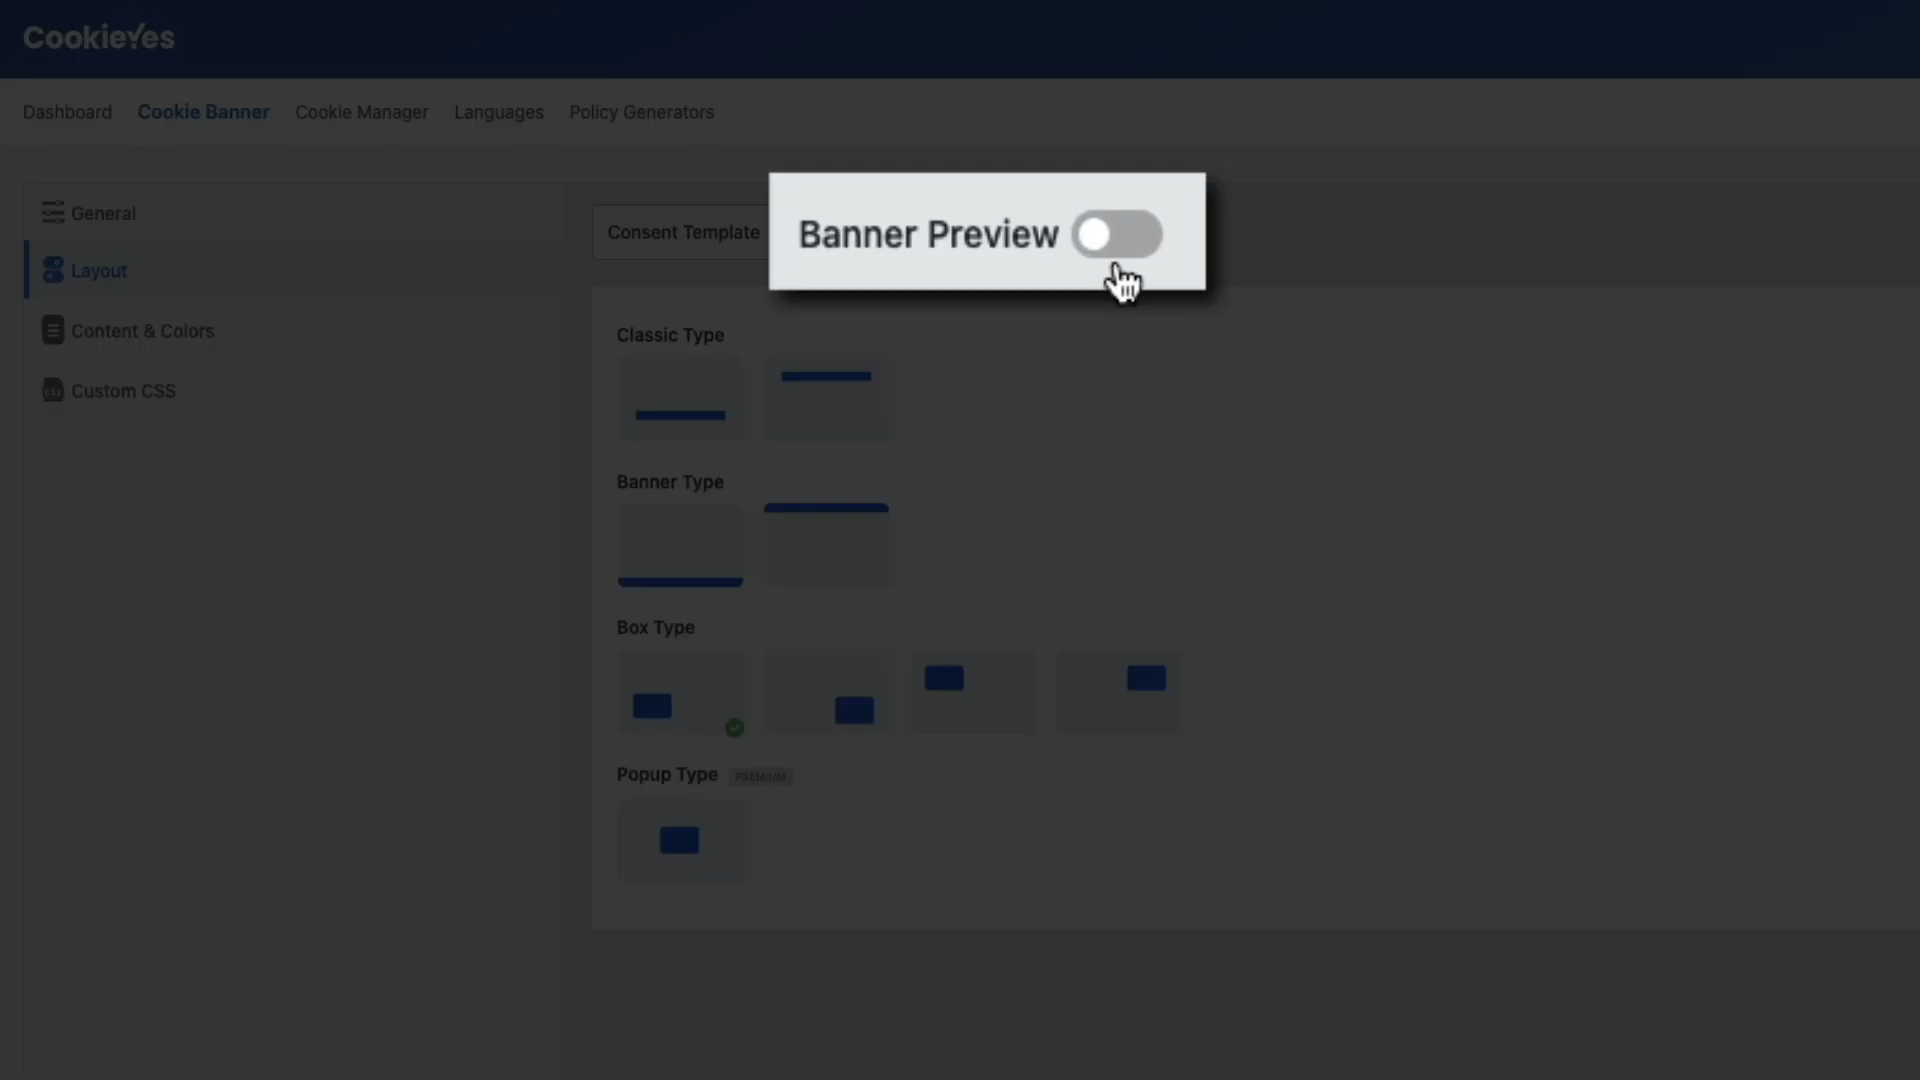 CookieYes
Dashboard
Cookie Banner
Cookie Manager
Languages
Policy Generators
General
Layout
Content & Colors
Custom CSS
Consent Template
Banner Preview
Classic Type
Banner Type
Box Type
Popup Type
PREMIUM